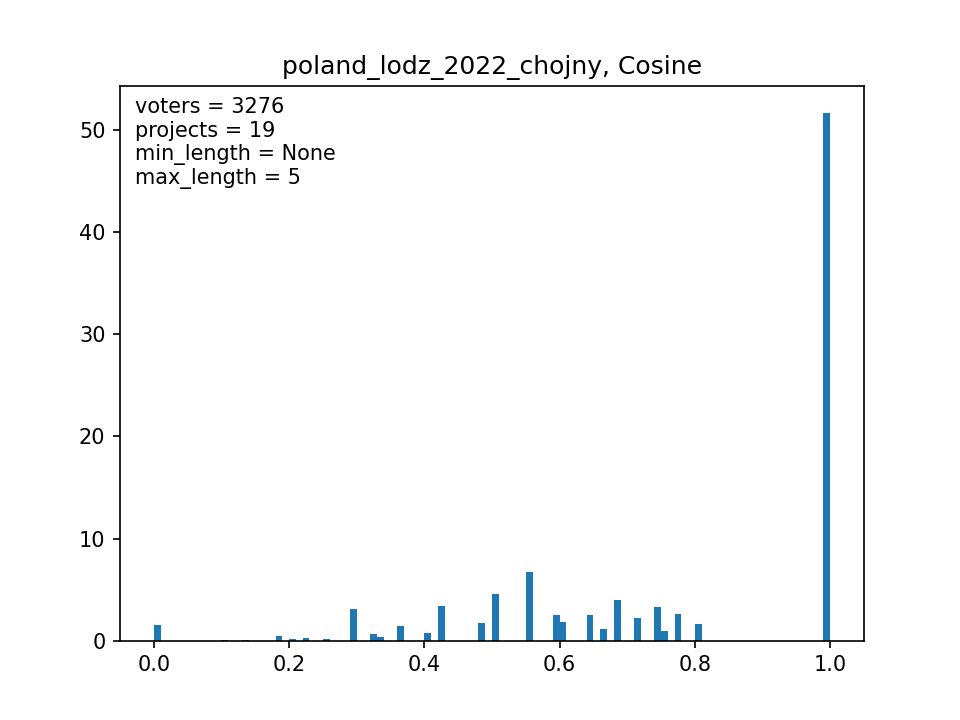 poland_lodz_2022_chojny, Cosine
voters = 3276
projects = 19
min_length = None
max_length = 5
50
40
30
20
10
0
0.0 0.2 0.4 0.6 0.8 1.0